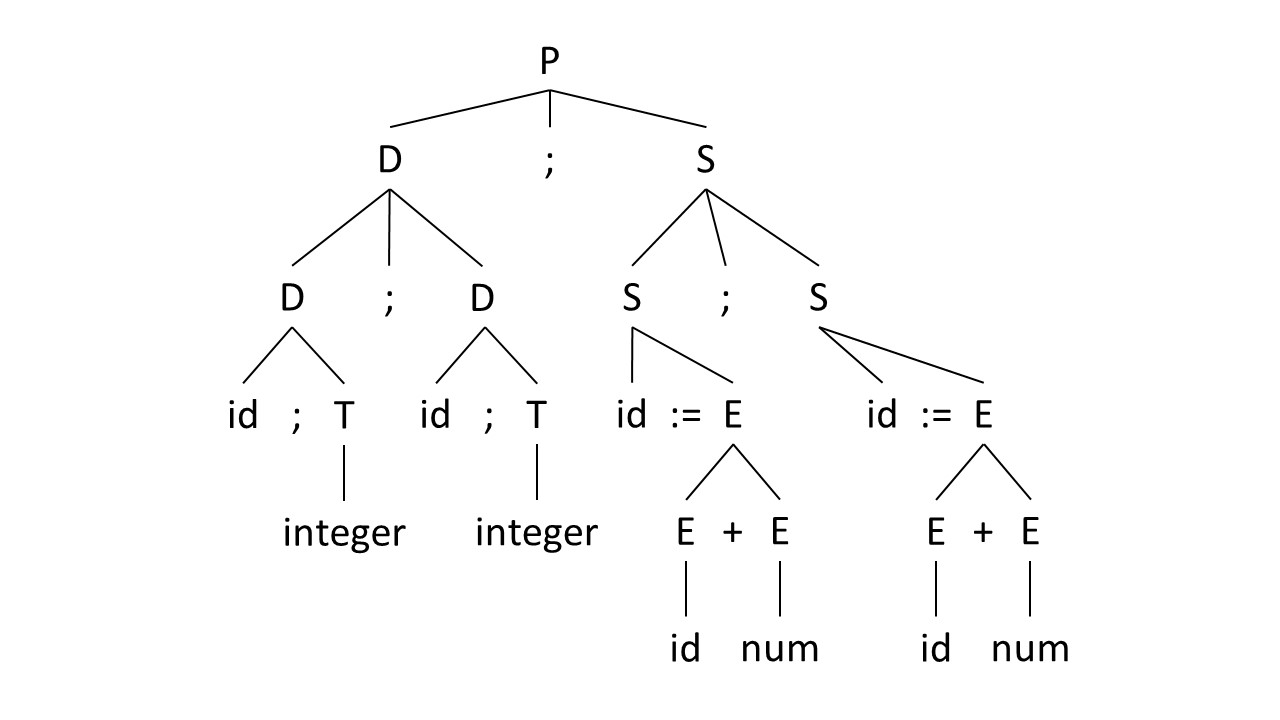 P
D ; S
D ; D S ; S
id ; T id ; T id := E id := E
integer integer E + E E + E
id num id num